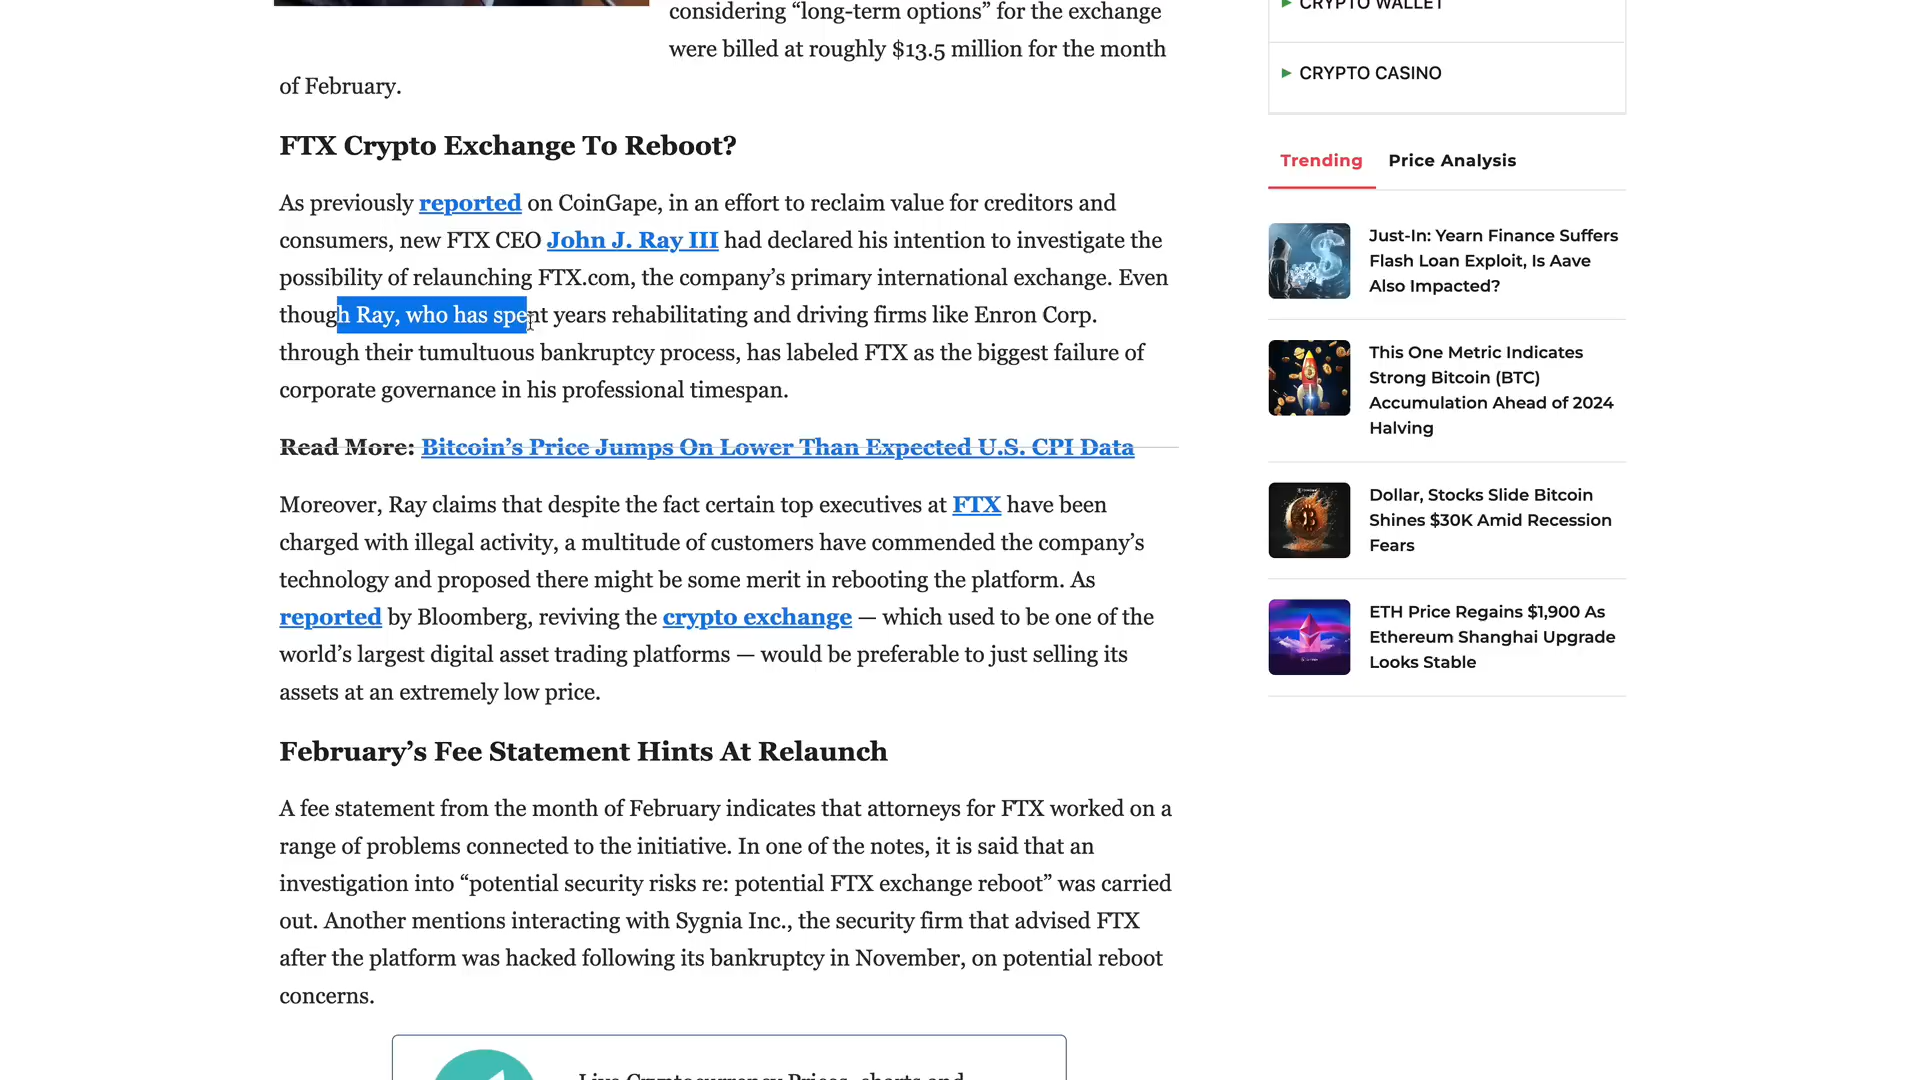 considering “long-term options” for the exchange
were billed at roughly $13.5 million for the month
of February.
FTX Crypto Exchange To Reboot?
As previously reported on CoinGape, in an effort to reclaim value for creditors and
consumers, new FTX CEO John J. Ray III had declared his intention to investigate the
possibility of relaunching FTX.com, the company’s primary international exchange. Even
though Ray, who has spent years rehabilitating and driving firms like Enron Corp.
through their tumultuous bankruptcy process, has labeled FTX as the biggest failure of
corporate governance in his professional timespan.
Read More: Bitcoin’s Price Jumps On Lower Than Expected U.S. CPI Data
Moreover, Ray claims that despite the fact certain top executives at FTX have been
charged with illegal activity, a multitude of customers have commended the company’s
technology and proposed there might be some merit in rebooting the platform. As
reported by Bloomberg, reviving the crypto exchange — which used to be one of the
world’s largest digital asset trading platforms — would be preferable to just selling its
assets at an extremely low price.
February’s Fee Statement Hints At Relaunch
A fee statement from the month of February indicates that attorneys for FTX worked on a
range of problems connected to the initiative. In one of the notes, it is said that an
investigation into “potential security risks re: potential FTX exchange reboot” was carried
out. Another mentions interacting with Sygnia Inc., the security firm that advised FTX
after the platform was hacked following its bankruptcy in November, on potential reboot
concerns.
Live Cryptocurrency Prices, charts and
CRYPTO WALLET
CRYPTO CASINO
Trending Price Analysis
Just-In: Yearn Finance Suffers
Flash Loan Exploit, Is Aave
Also Impacted?
This One Metric Indicates
Strong Bitcoin (BTC)
Accumulation Ahead of 2024
Halving
Dollar, Stocks Slide Bitcoin
Shines $30K Amid Recession
Fears
ETH Price Regains $1,900 As
Ethereum Shanghai Upgrade
Looks Stable